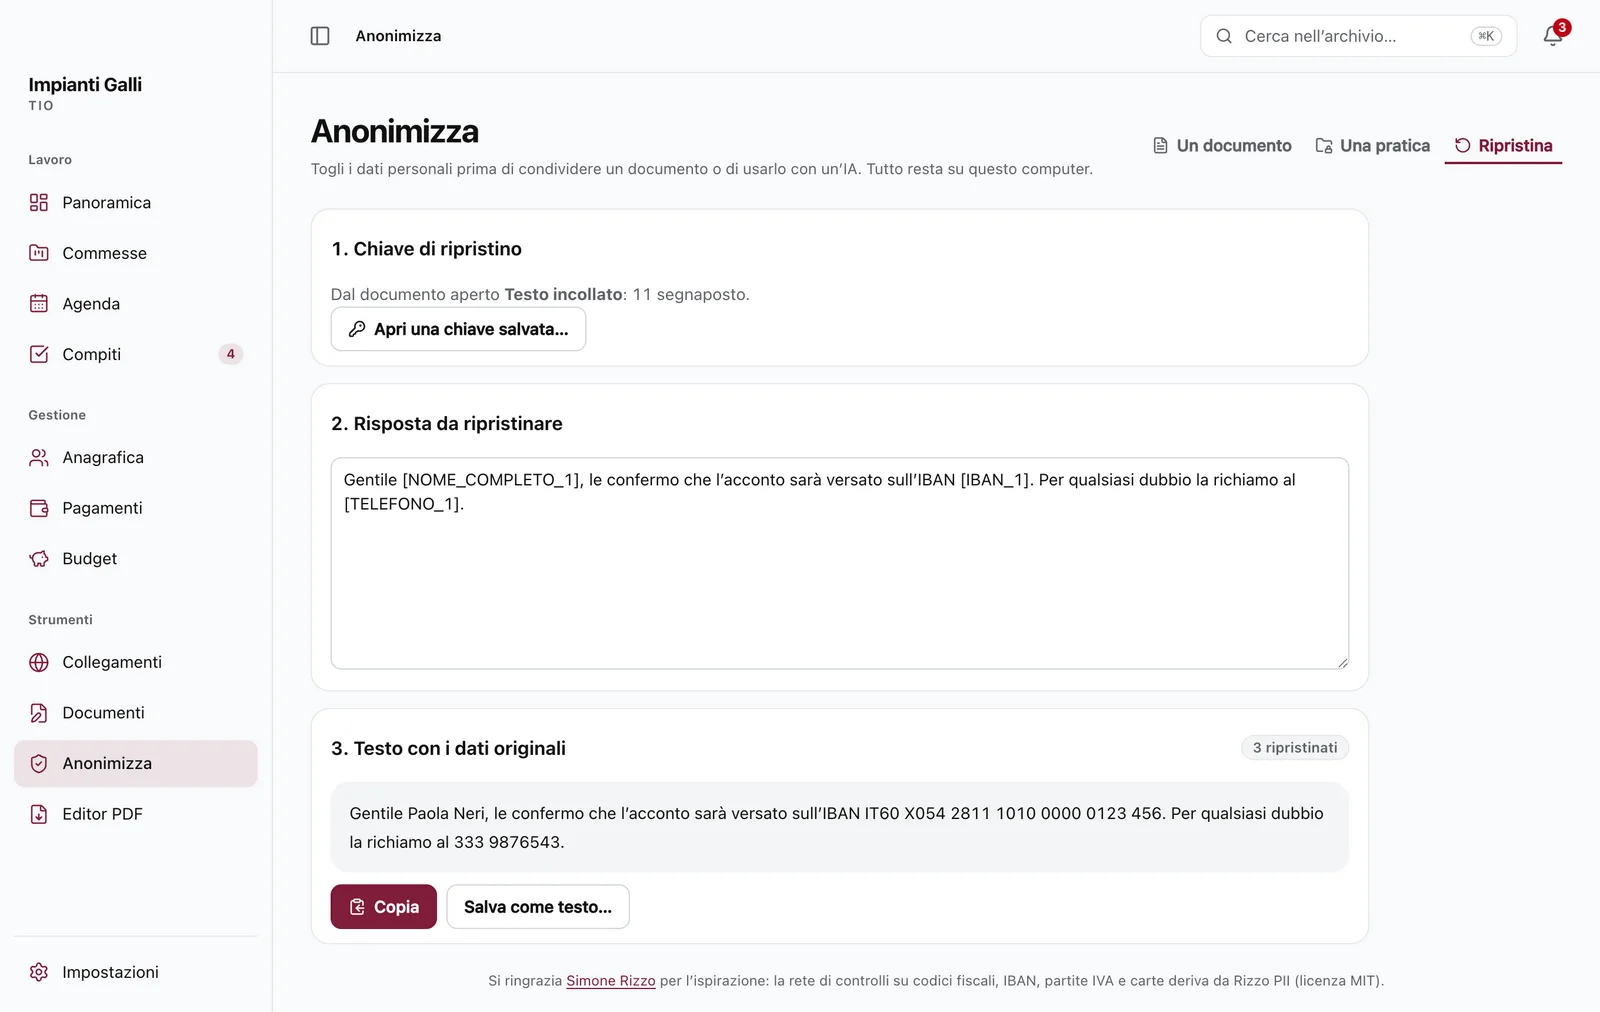 Impianti Galli
TIO
Lavoro
Panoramica
Commesse
Agenda
Compiti
4
Gestione
Anagrafica
Pagamenti
Budget
Strumenti
Collegamenti
Documenti
Anonimizza
Editor PDF
Impostazioni
Anonimizza
Cerca nell’archivio...
⌘K
3
Anonimizza
Togli i dati personali prima di condividere un documento o di usarlo con un’IA. Tutto resta su questo computer.
Un documento
Una pratica
Ripristina
1. Chiave di ripristino
Dal documento aperto Testo incollato: 11 segnaposto.
Apri una chiave salvata...
2. Risposta da ripristinare
Gentile [NOME_COMPLETO_1], le confermo che l’acconto sarà versato sull’IBAN [IBAN_1]. Per qualsiasi dubbio la richiamo al
[TELEFONO_1].
3. Testo con i dati originali
3 ripristinati
Gentile Paola Neri, le confermo che l’acconto sarà versato sull’IBAN IT60 X054 2811 1010 0000 0123 456. Per qualsiasi dubbio
la richiamo al 333 9876543.
Copia
Salva come testo...
Si ringrazia Simone Rizzo per l’ispirazione: la rete di controlli su codici fiscali, IBAN, partite IVA e carte deriva da Rizzo PII (licenza MIT).